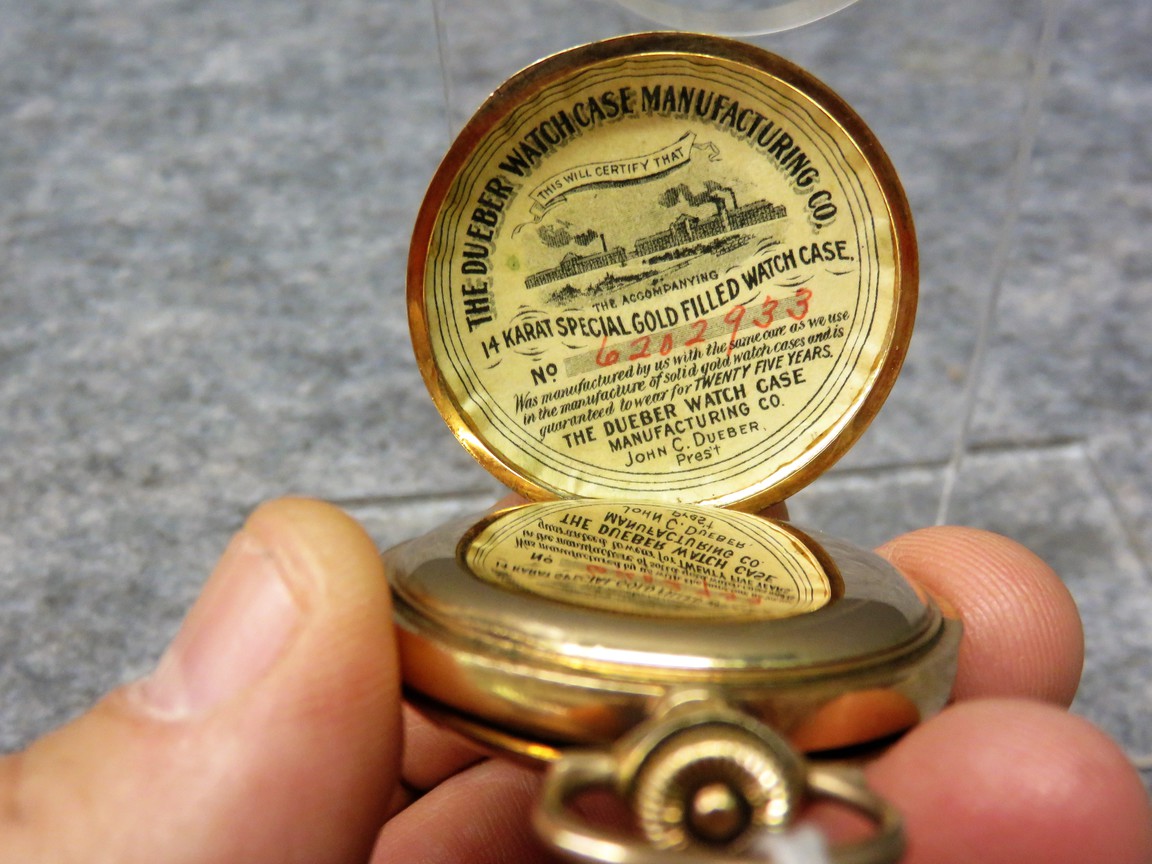 THE DUEBER WATCH CASE MANUFACTURING CO.
THIS WILL CERTIFY THAT
THE ACCOMPANYING
14 KARAT SPECIAL GOLD FILLED WATCH CASE.
No 6202933
Was manufactured by us with the same care as we use
in the manufacture of solid gold watch cases and is
guaranteed to wear for TWENTY FIVE YEARS.
THE DUEBER WATCH CASE
MANUFACTURING CO.
JOHN C. DUEBER.
Pres't